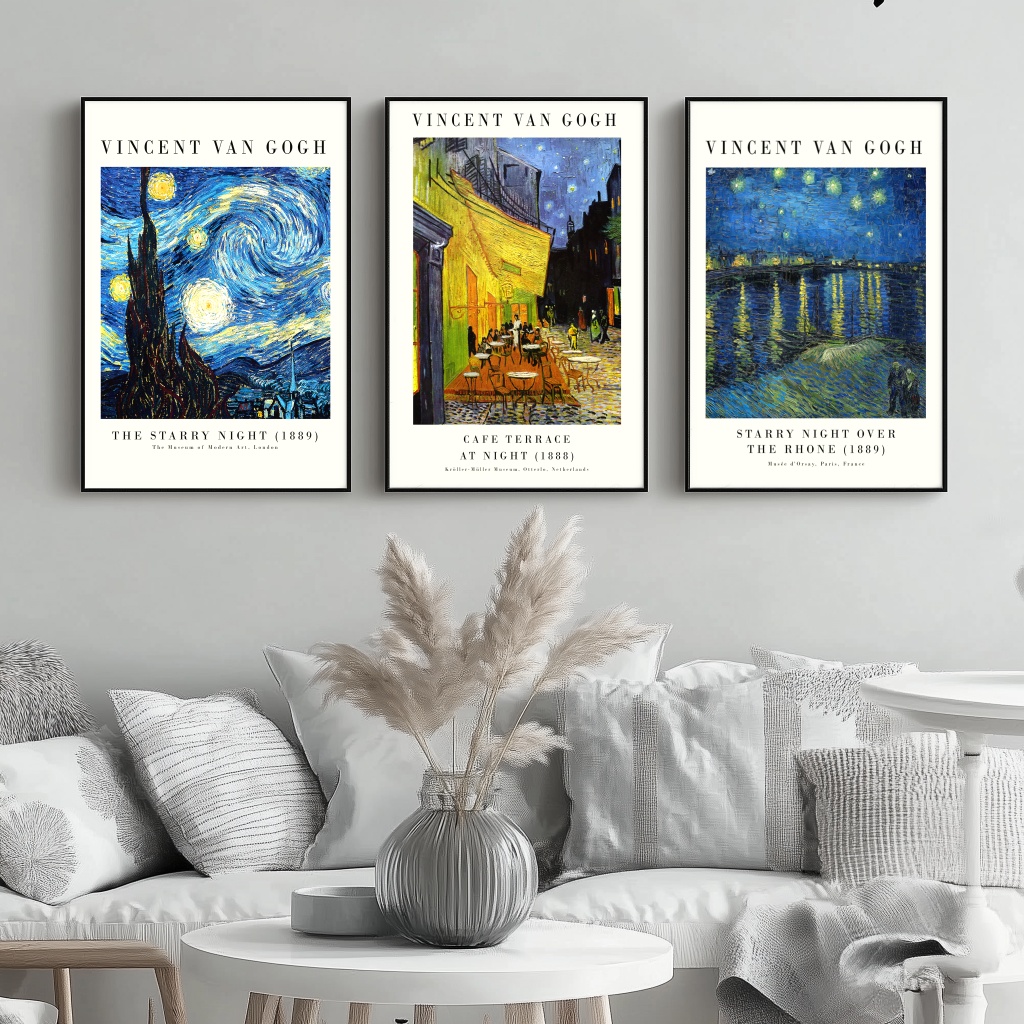 VINCENT VAN GOGH
THE STARRY NIGHT (1889)
The Museum of Modern Art, London
VINCENT VAN GOGH
CAFE TERRACE
AT NIGHT (1888)
Kröller-Müller Museum, Otterlo, Netherlands
VINCENT VAN GOGH
STARRY NIGHT OVER
THE RHONE (1889)
Musée d'Orsay, Paris, France